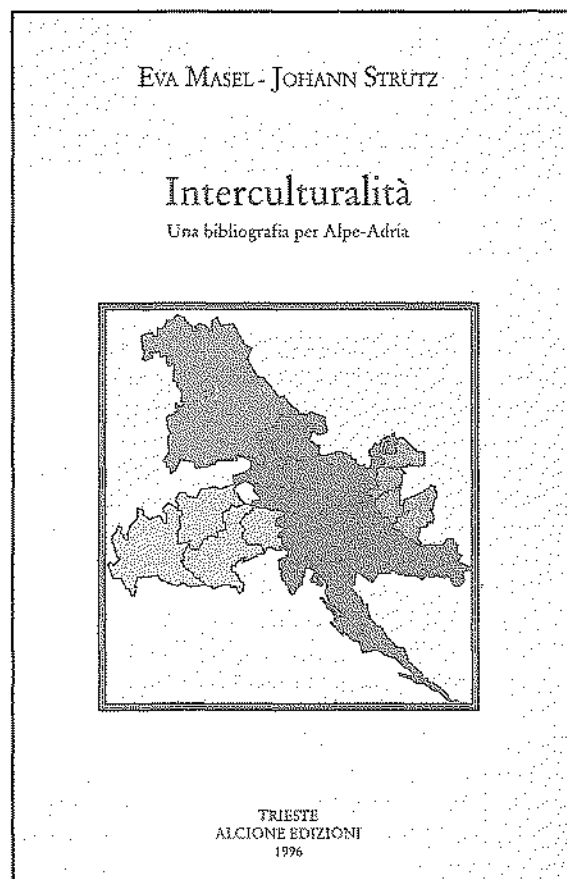 EVA MASEL - JOHANN STRUTZ
Interculturalità
Una bibliografia per Alpe-Adria
TRIESTE
ALCIONE EDIZIONI
1996